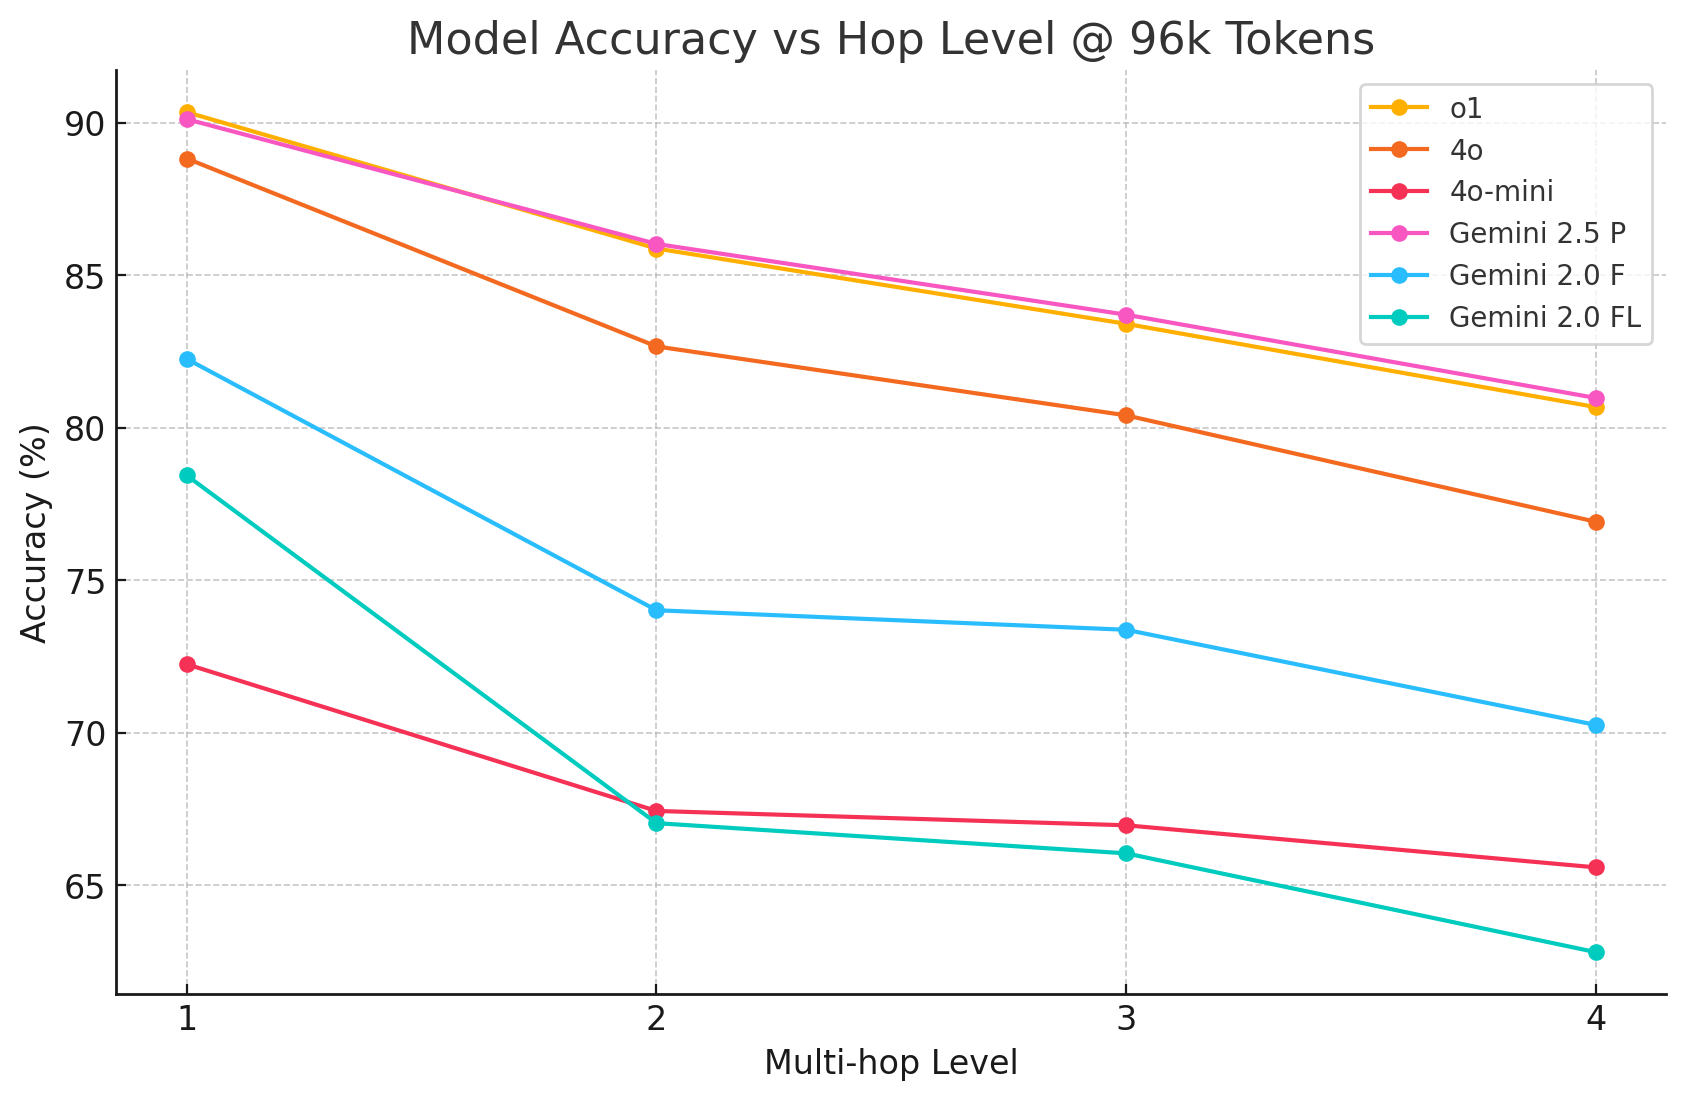 Model Accuracy vs Hop Level @ 96k Tokens
o1
4o
4o-mini
Gemini 2.5 P
Gemini 2.0 F
Gemini 2.0 FL
Accuracy (%)
90
85
80
75
70
65
1 2 3 4
Multi-hop Level